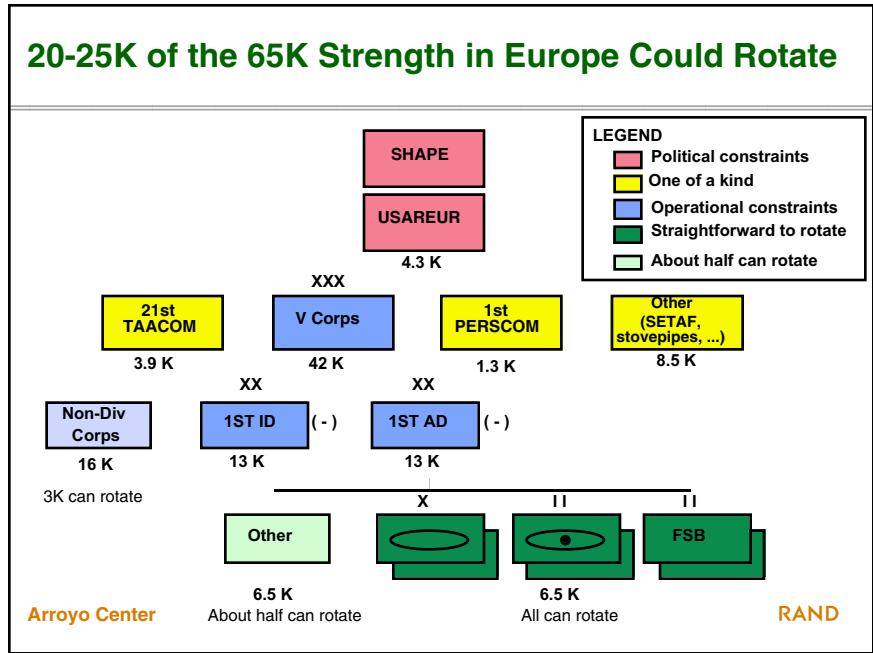 20-25K of the 65K Strength in Europe Could Rotate
LEGEND
Political constraints
One of a kind
Operational constraints
Straightforward to rotate
About half can rotate
SHAPE
USAREUR
4.3 K
XXX
21st
TAACOM
3.9 K
V Corps
42 K
1st
PERSCOM
1.3 K
Other
(SETAF,
stovepipes, ...)
8.5 K
XX
XX
Non-Div
Corps
16 K
3K can rotate
1ST ID
( - )
13 K
1ST AD
( - )
13 K
X
I I
I I
Other
FSB
6.5 K
About half can rotate
6.5 K
All can rotate
Arroyo Center
RAND